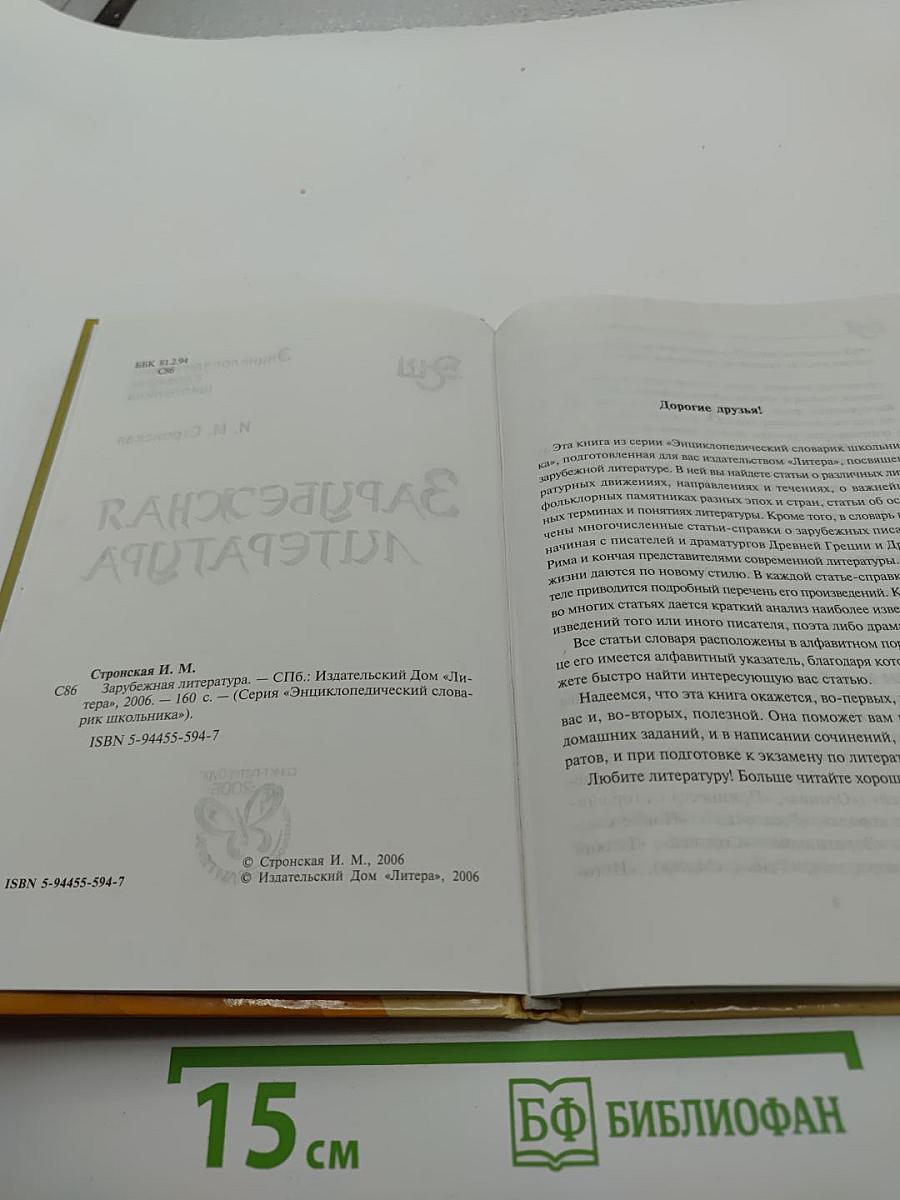 ББК 81.2.94
С86
Стронская И. М.
С86 Зарубежная литература. — СПб.: Издательский Дом «Ли-
тера», 2006. — 160 с. — (Серия «Энциклопедический слова-
рик школьника»).
ISBN 5-94455-594-7
© Стронская И. М., 2006
ISBN 5-94455-594-7 © Издательский Дом «Литера», 2006
Дорогие друзья!
Эта книга из серии «Энциклопедический словарик школьни
ка», подготовленная для вас издательством «Литера», посвящен
зарубежной литературе. В ней вы найдете статьи о различных ли
ратурных движениях, направлениях и течениях, о важней
фольклорных памятниках разных эпох и стран, статьи об ос
ных терминах и понятиях литературы. Кроме того, в словарь
чены многочисленные статьи-справки о зарубежных писа
начиная с писателей и драматургов Древней Греции и Др
Рима и кончая представителями современной литературы.
жизни даются по новому стилю. В каждой статье-справк
теле приводится подробный перечень его произведений. К
во многих статьях дается краткий анализ наиболее изве
изведений того или иного писателя, поэта либо драма
Все статьи словаря расположены в алфавитном пор
це его имеется алфавитный указатель, благодаря кото
жете быстро найти интересующую вас статью.
Надеемся, что эта книга окажется, во-первых,
вас и, во-вторых, полезной. Она поможет вам
домашних заданий, и в написании сочинений,
ратов, и при подготовке к экзамену по литерат
Любите литературу! Больше читайте хорош
15 см
БФ БИБЛИОФАН